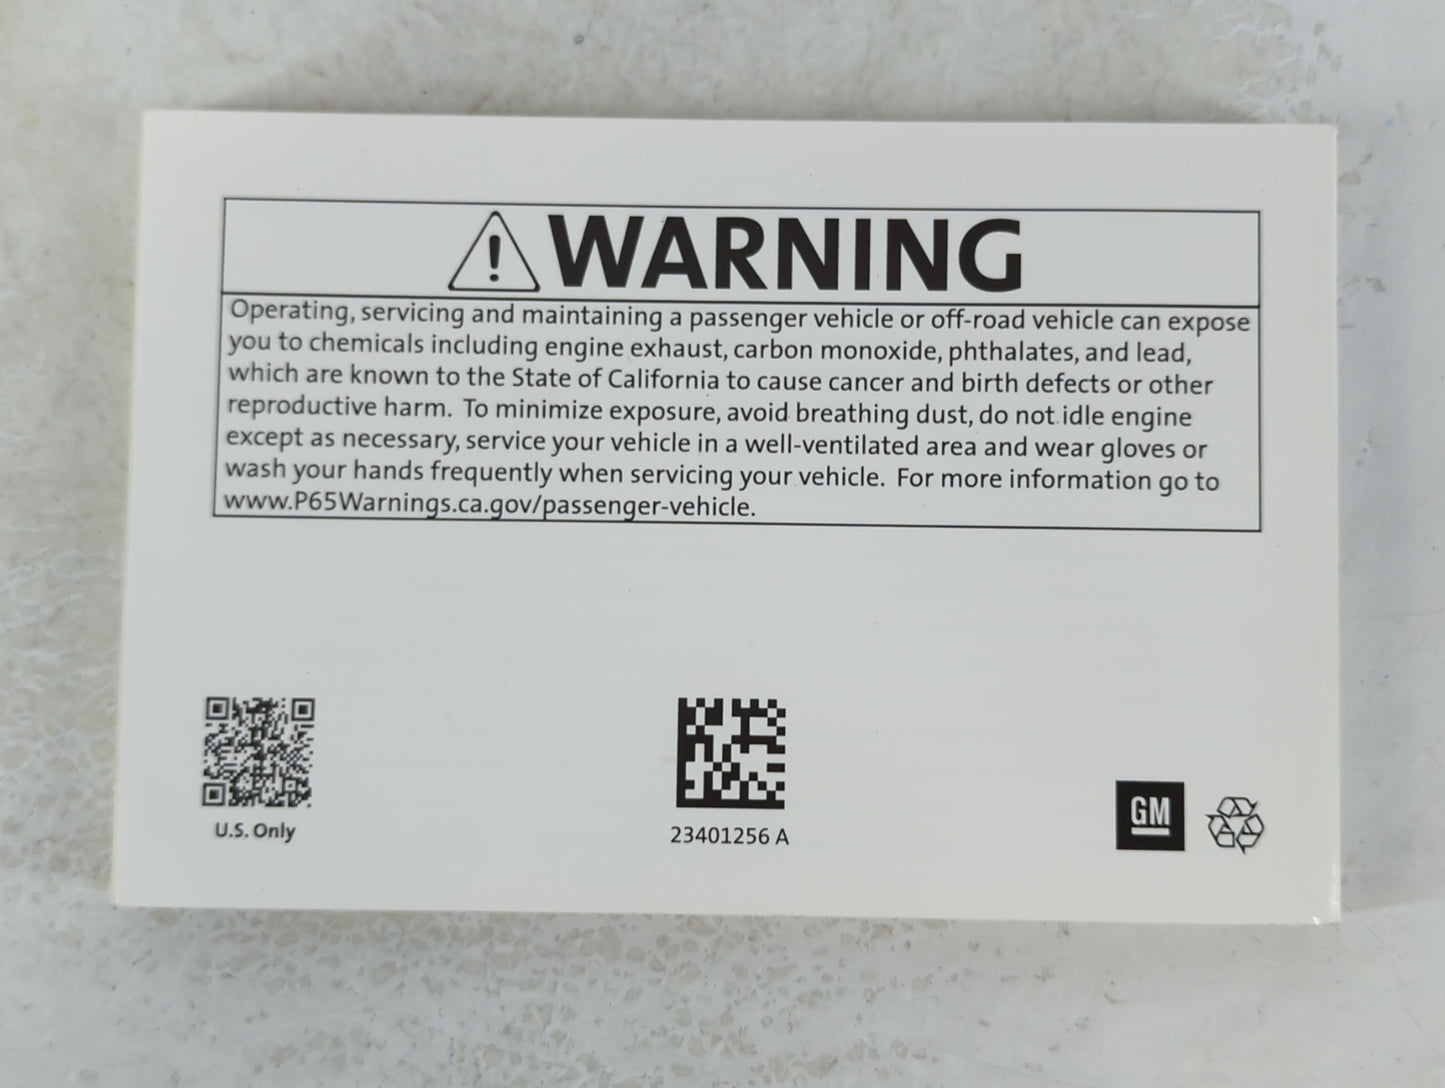 WARNING
Operating, servicing and maintaining a passenger vehicle or off-road vehicle can expose
you to chemicals including engine exhaust, carbon monoxide, phthalates, and lead,
which are known to the State of California to cause cancer and birth defects or other
reproductive harm. To minimize exposure, avoid breathing dust, do not idle engine
except as necessary, service your vehicle in a well-ventilated area and wear gloves or
wash your hands frequently when servicing your vehicle. For more information go to
www.P65Warnings.ca.gov/passenger-vehicle.
U.S. Only
23401256 A
GM